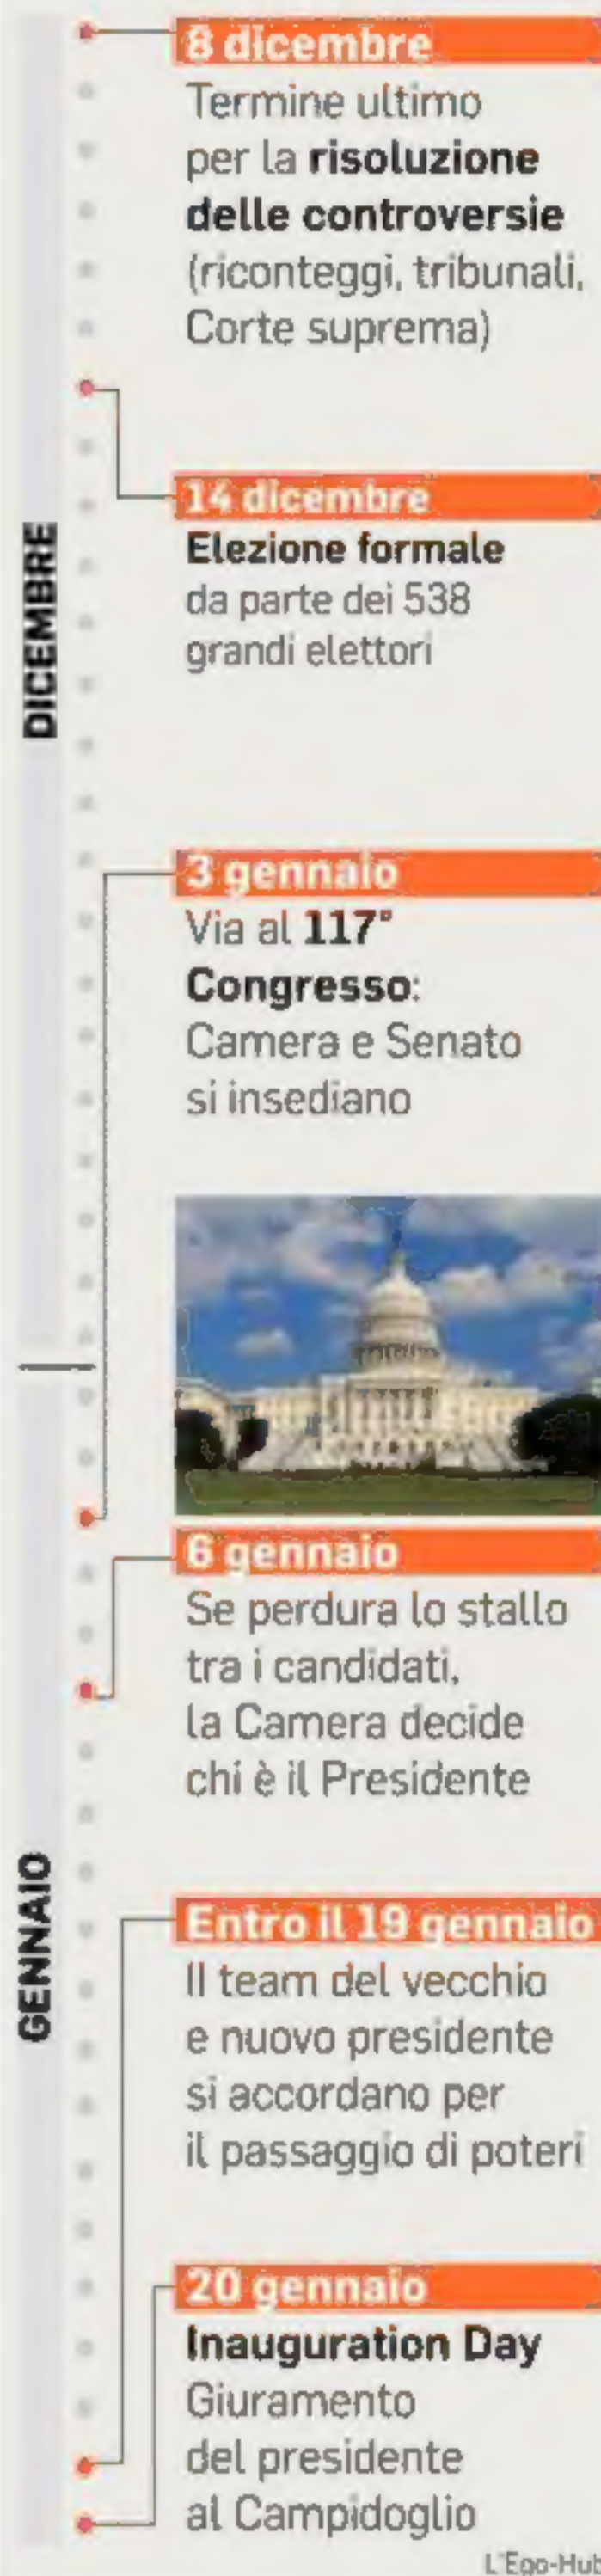 8 dicembre
Termine ultimo
per la risoluzione
delle controversie
(riconteggi, tribunali,
Corte suprema)
14 dicembre
Elezione formale
da parte dei 538
grandi elettori
DICEMBRE
3 gennaio
Via al 117°
Congresso:
Camera e Senato
si insediano
6 gennaio
Se perdura lo stallo
tra i candidati,
la Camera decide
chi è il Presidente
GENNAIO
Entro il 19 gennaio
Il team del vecchio
e nuovo presidente
si accordano per
il passaggio di poteri
20 gennaio
Inauguration Day
Giuramento
del presidente
al Campidoglio
L'Ego-Hub